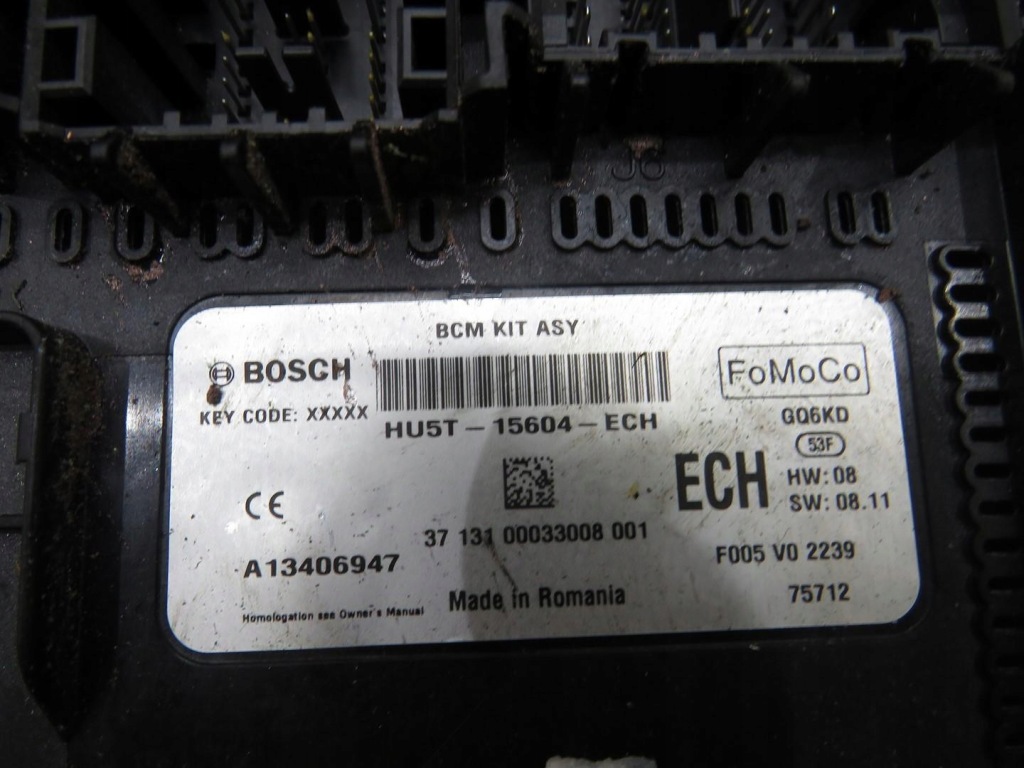 J6
BCM KIT ASY
BOSCH
FoMoCo
KEY CODE: XXXXX
HU5T-15604-ECH
GQ6KD
53F
ECH
HW: 08
SW: 08.11
CE
37 131 00033008 001
A13406947
F005 V0 2239
Made in Romania
75712
Homologation see Owner's Manual